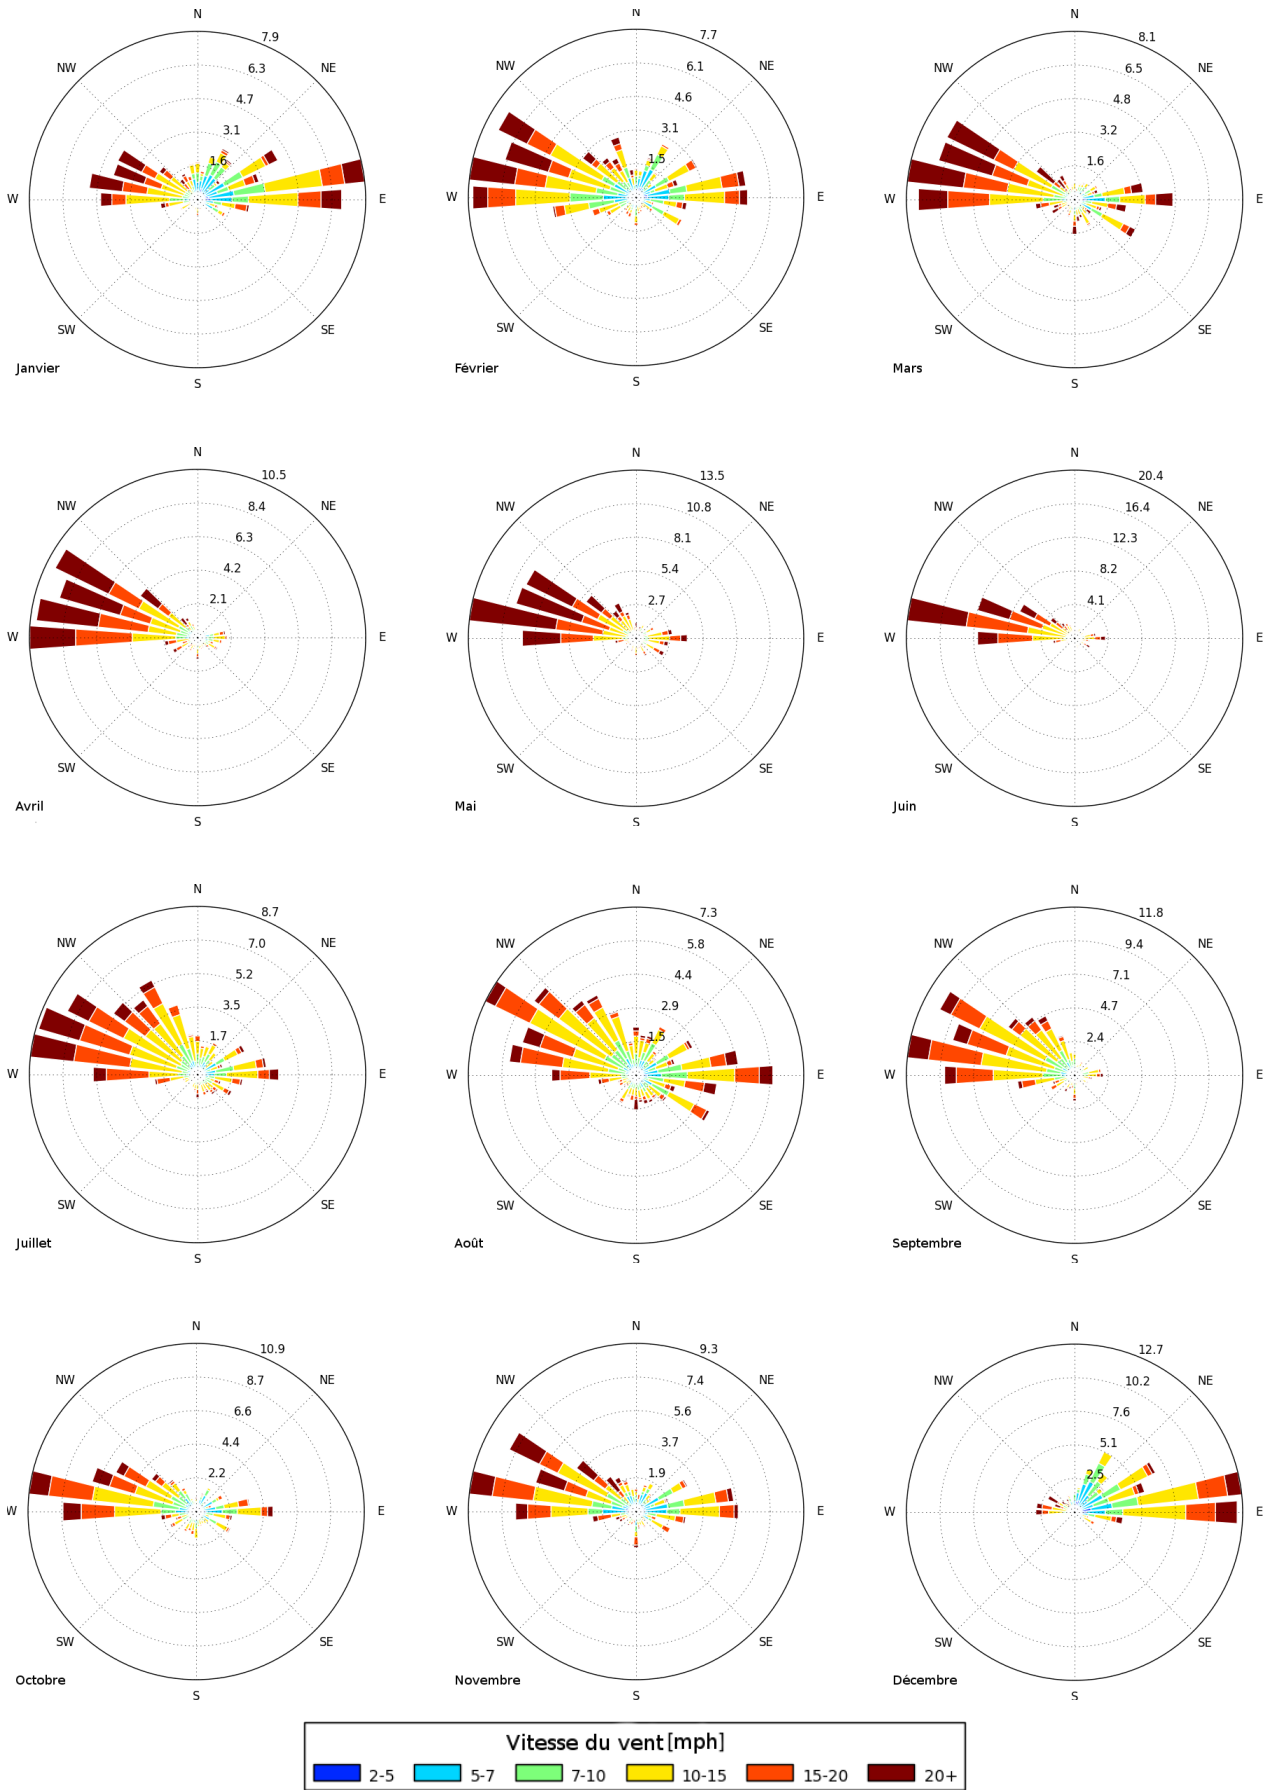 N N N
7.9 7.7 8.1
6.3 6.1 6.5
NW NE NW NE NW NE
4.7 4.6 4.8
3.1 3.1 3.2
1.6 1.5 1.6
W E W E W E
SW SE SW SE SW SE
Janvier Février Mars
S S S
N N N
10.5 13.5 20.4
8.4 10.8 16.4
NW NE NW NE NW NE
6.3 8.1 12.3
4.2 5.4 8.2
2.1 2.7 4.1
W E W E W E
SW SE SW SE SW SE
Avril Mai Juin
S S S
N N N
8.7 7.3 11.8
7.0 5.8 9.4
NW NE NW NE NW NE
5.2 4.4 7.1
3.5 2.9 4.7
1.7 1.5 2.4
W E W E W E
SW SE SW SE SW SE
Juillet Août Septembre
S S S
N N N
10.9 9.3 12.7
8.7 7.4 10.2
NW NE NW NE NW NE
6.6 5.6 7.6
4.4 3.7 5.1
2.2 1.9 2.5
W E W E W E
SW SE SW SE SW SE
Octobre Novembre Décembre
S S S
Vitesse du vent [mph]
2-5 5-7 7-10 10-15 15-20 20+